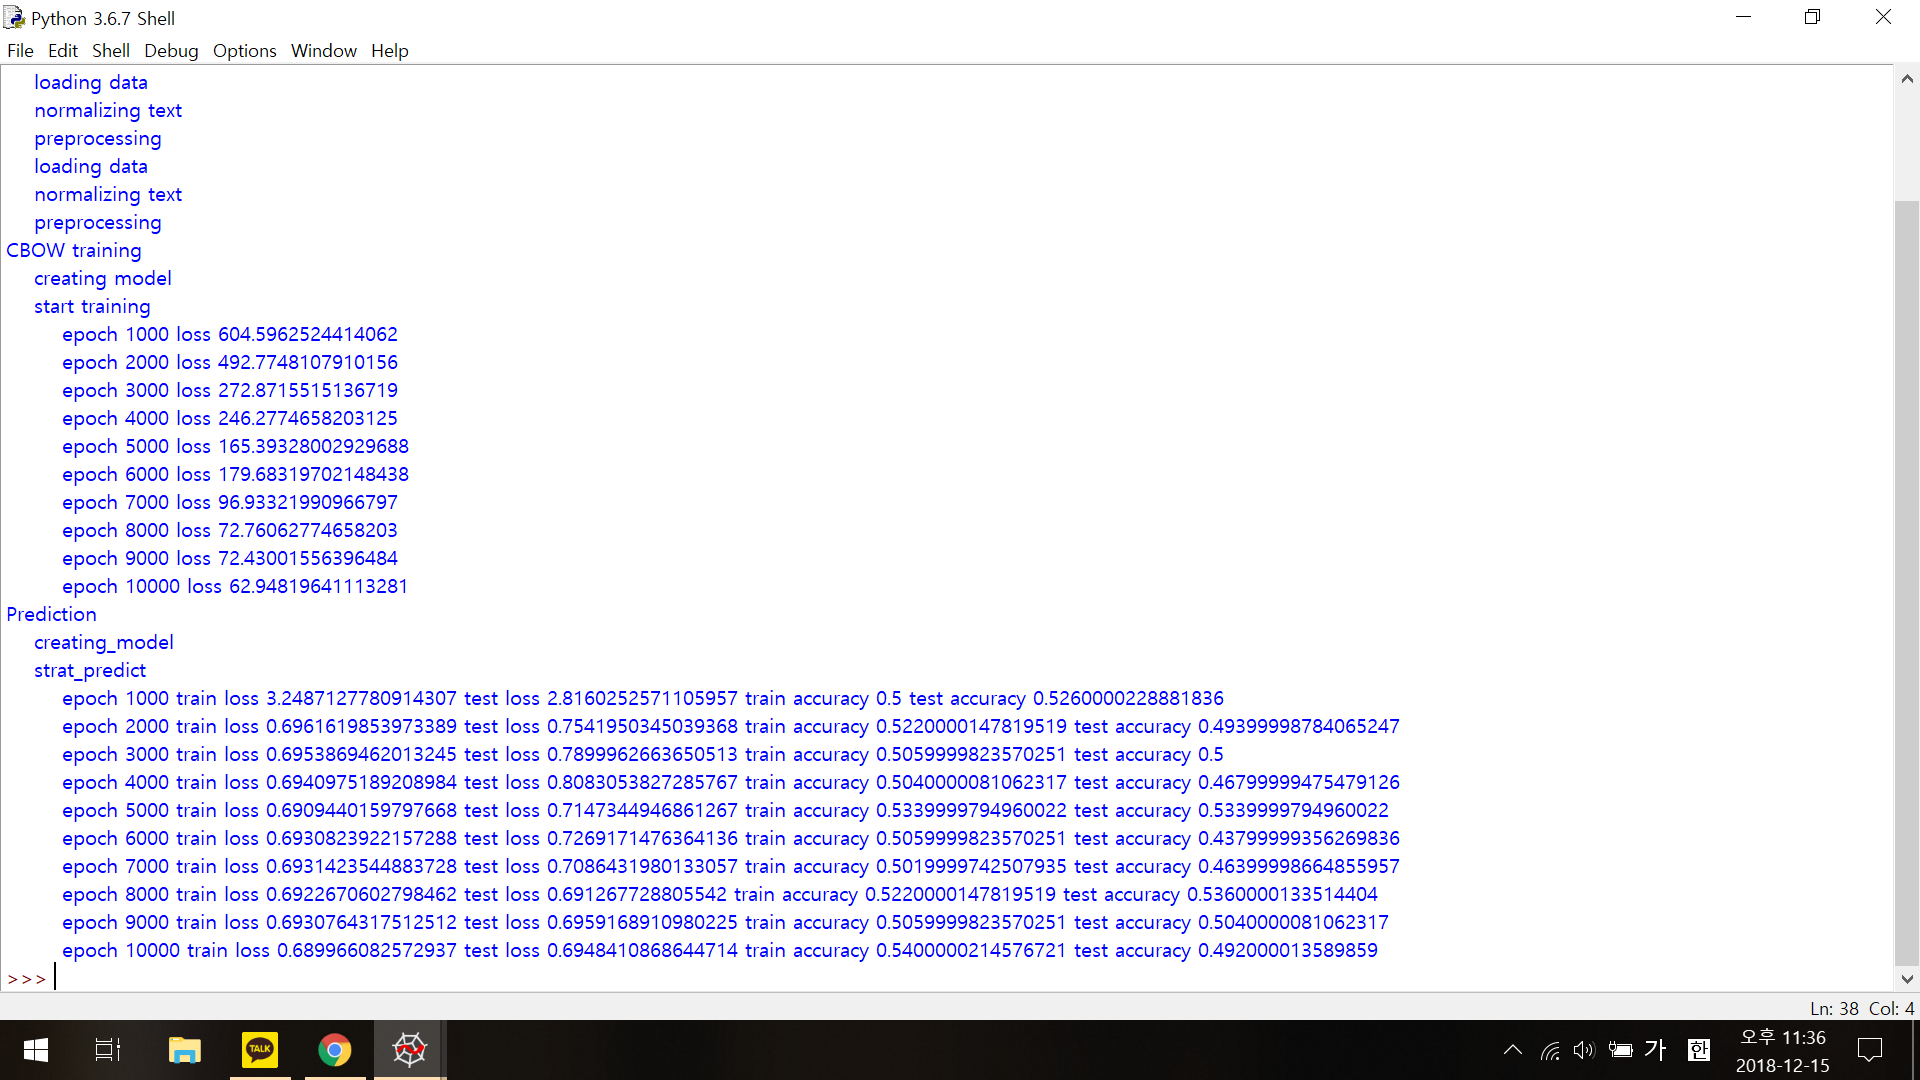 Python 3.6.7 Shell
File Edit Shell Debug Options Window Help
loading data
normalizing text
preprocessing
loading data
normalizing text
preprocessing
CBOW training
creating model
start training
epoch 1000 loss 604.5962524414062
epoch 2000 loss 492.7748107910156
epoch 3000 loss 272.8715515136719
epoch 4000 loss 246.2774658203125
epoch 5000 loss 165.39328002929688
epoch 6000 loss 179.68319702148438
epoch 7000 loss 96.93321990966797
epoch 8000 loss 72.76062774658203
epoch 9000 loss 72.43001556396484
epoch 10000 loss 62.94819641113281
Prediction
creating_model
strat_predict
epoch 1000 train loss 3.2487127780914307 test loss 2.8160252571105957 train accuracy 0.5 test accuracy 0.5260000228881836
epoch 2000 train loss 0.6961619853973389 test loss 0.7541950345039368 train accuracy 0.5220000147819519 test accuracy 0.49399998784065247
epoch 3000 train loss 0.6953869462013245 test loss 0.7899962663650513 train accuracy 0.5059999823570251 test accuracy 0.5
epoch 4000 train loss 0.6940975189208984 test loss 0.8083053827285767 train accuracy 0.5040000081062317 test accuracy 0.46799999475479126
epoch 5000 train loss 0.6909440159797668 test loss 0.7147344946861267 train accuracy 0.5339999794960022 test accuracy 0.5339999794960022
epoch 6000 train loss 0.6930823922157288 test loss 0.7269171476364136 train accuracy 0.5059999823570251 test accuracy 0.43799999356269836
epoch 7000 train loss 0.6931423544883728 test loss 0.7086431980133057 train accuracy 0.501999974250793​5 test accuracy 0.46399998664855957
epoch 8000 train loss 0.6922670602798462 test loss 0.691267728805542 train accuracy 0.5220000147819519 test accuracy 0.5360000133514404
epoch 9000 train loss 0.6930764317512512 test loss 0.6959168910980225 train accuracy 0.5059999823570251 test accuracy 0.5040000081062317
epoch 10000 train loss 0.689966082572937 test loss 0.6948410868644714 train accuracy 0.5400000214576721 test accuracy 0.492000013589859
>>>
Ln: 38 Col: 4
TALK
가 한
오후 11:36
2018-12-15